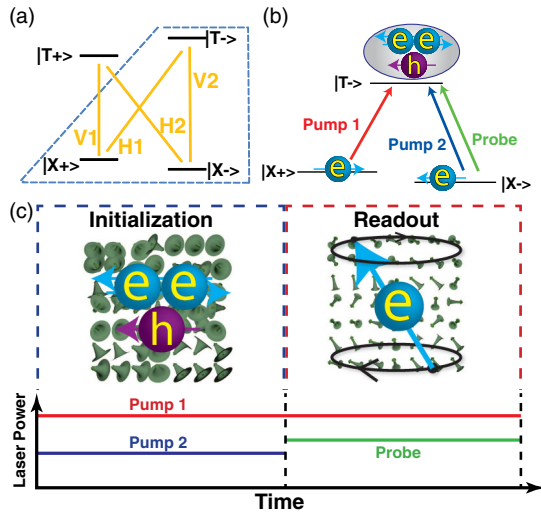 (a)
|T+>
|T->
V1
H1
H2
V2
|X+>
|X->
(b)
e e
h
|T->
Pump 1
Pump 2
Probe
|X+>
e
e
|X->
(c)
Initialization
Readout
e e
h
e
Laser Power
Pump 1
Pump 2
Probe
Time